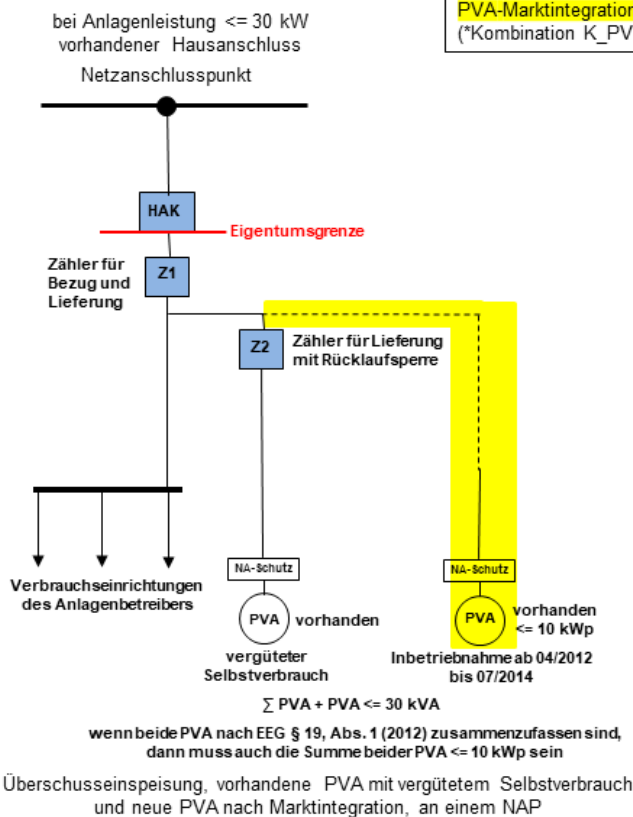 bei Anlagenleistung <= 30 kW
vorhandener Hausanschluss
Netzanschlusspunkt
PVA-Marktintegration
(*Kombination K_PV
HAK
Eigentumsgrenze
Zähler für
Bezug und
Lieferung
Z1
Z2
Zähler für Lieferung
mit Rücklaufsperre
NA-Schutz
NA-Schutz
Verbrauchseinrichtungen
des Anlagenbetreibers
PVA
vorhanden
vergüteter
Selbstverbrauch
PVA
vorhanden
<= 10 kWp
Inbetriebnahme ab 04/2012
bis 07/2014
∑ PVA + PVA <= 30 kVA
wenn beide PVA nach EEG § 19, Abs. 1 (2012) zusammenzufassen sind,
dann muss auch die Summe beider PVA <= 10 kWp sein
Überschusseinspeisung, vorhandene PVA mit vergütetem Selbstverbrauch
und neue PVA nach Marktintegration, an einem NAP